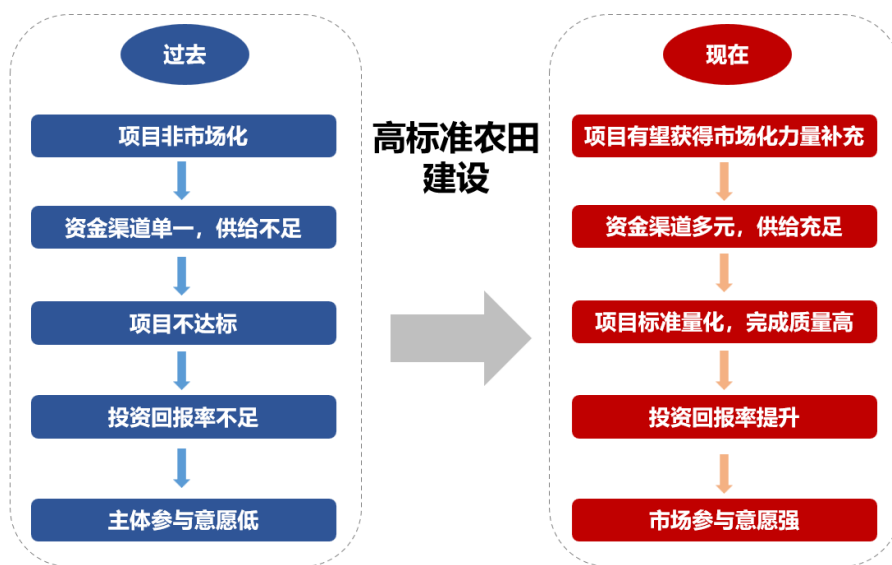 过去
项目非市场化
资金渠道单一，供给不足
项目不达标
投资回报率不足
主体参与意愿低
高标准农田
建设
现在
项目有望获得市场化力量补充
资金渠道多元，供给充足
项目标准量化，完成质量高
投资回报率提升
市场参与意愿强